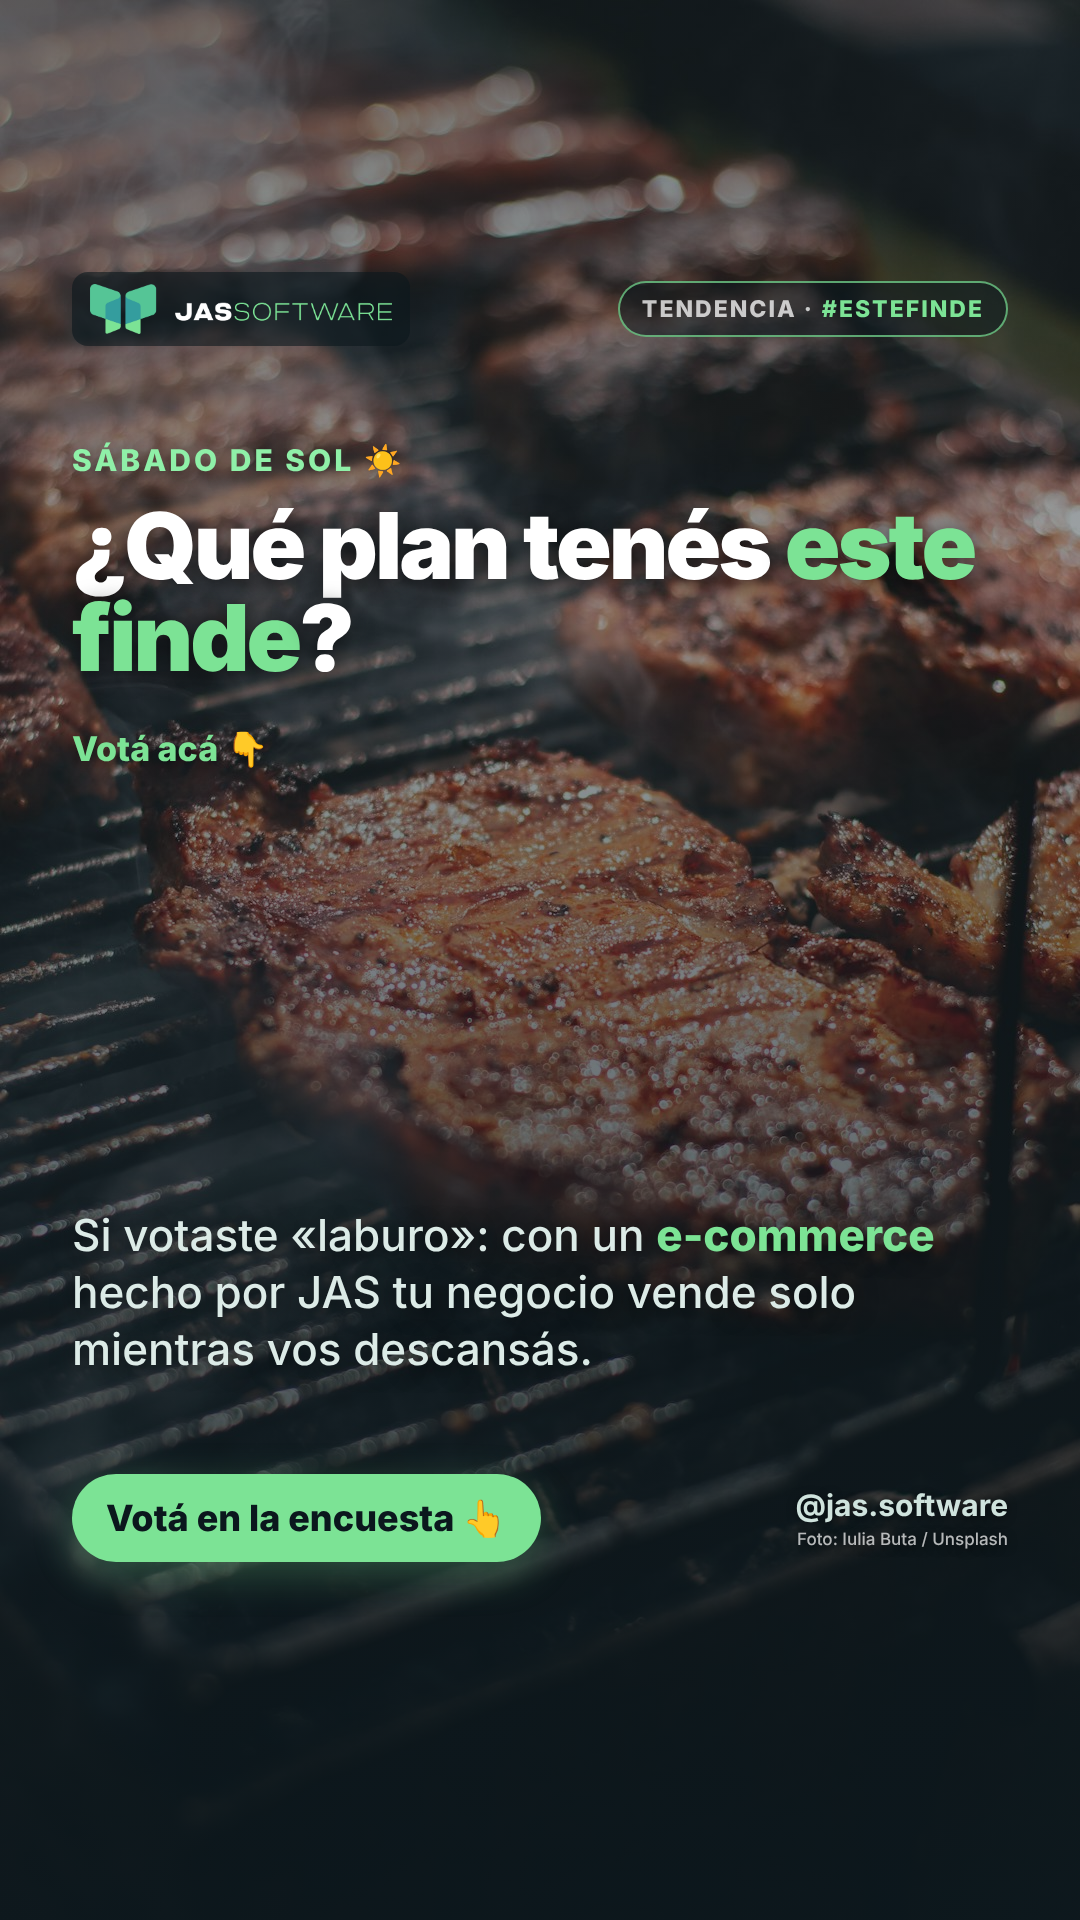 JASSOFTWARE
TENDENCIA · #ESTEFINDE
SÁBADO DE SOL ☀️
¿Qué plan tenés este
finde?
Votá acá 👇
Si votaste «laburo»: con un e-commerce
hecho por JAS tu negocio vende solo
mientras vos descansás.
Votá en la encuesta 👆
@jas.software
Foto: Iulia Buta / Unsplash